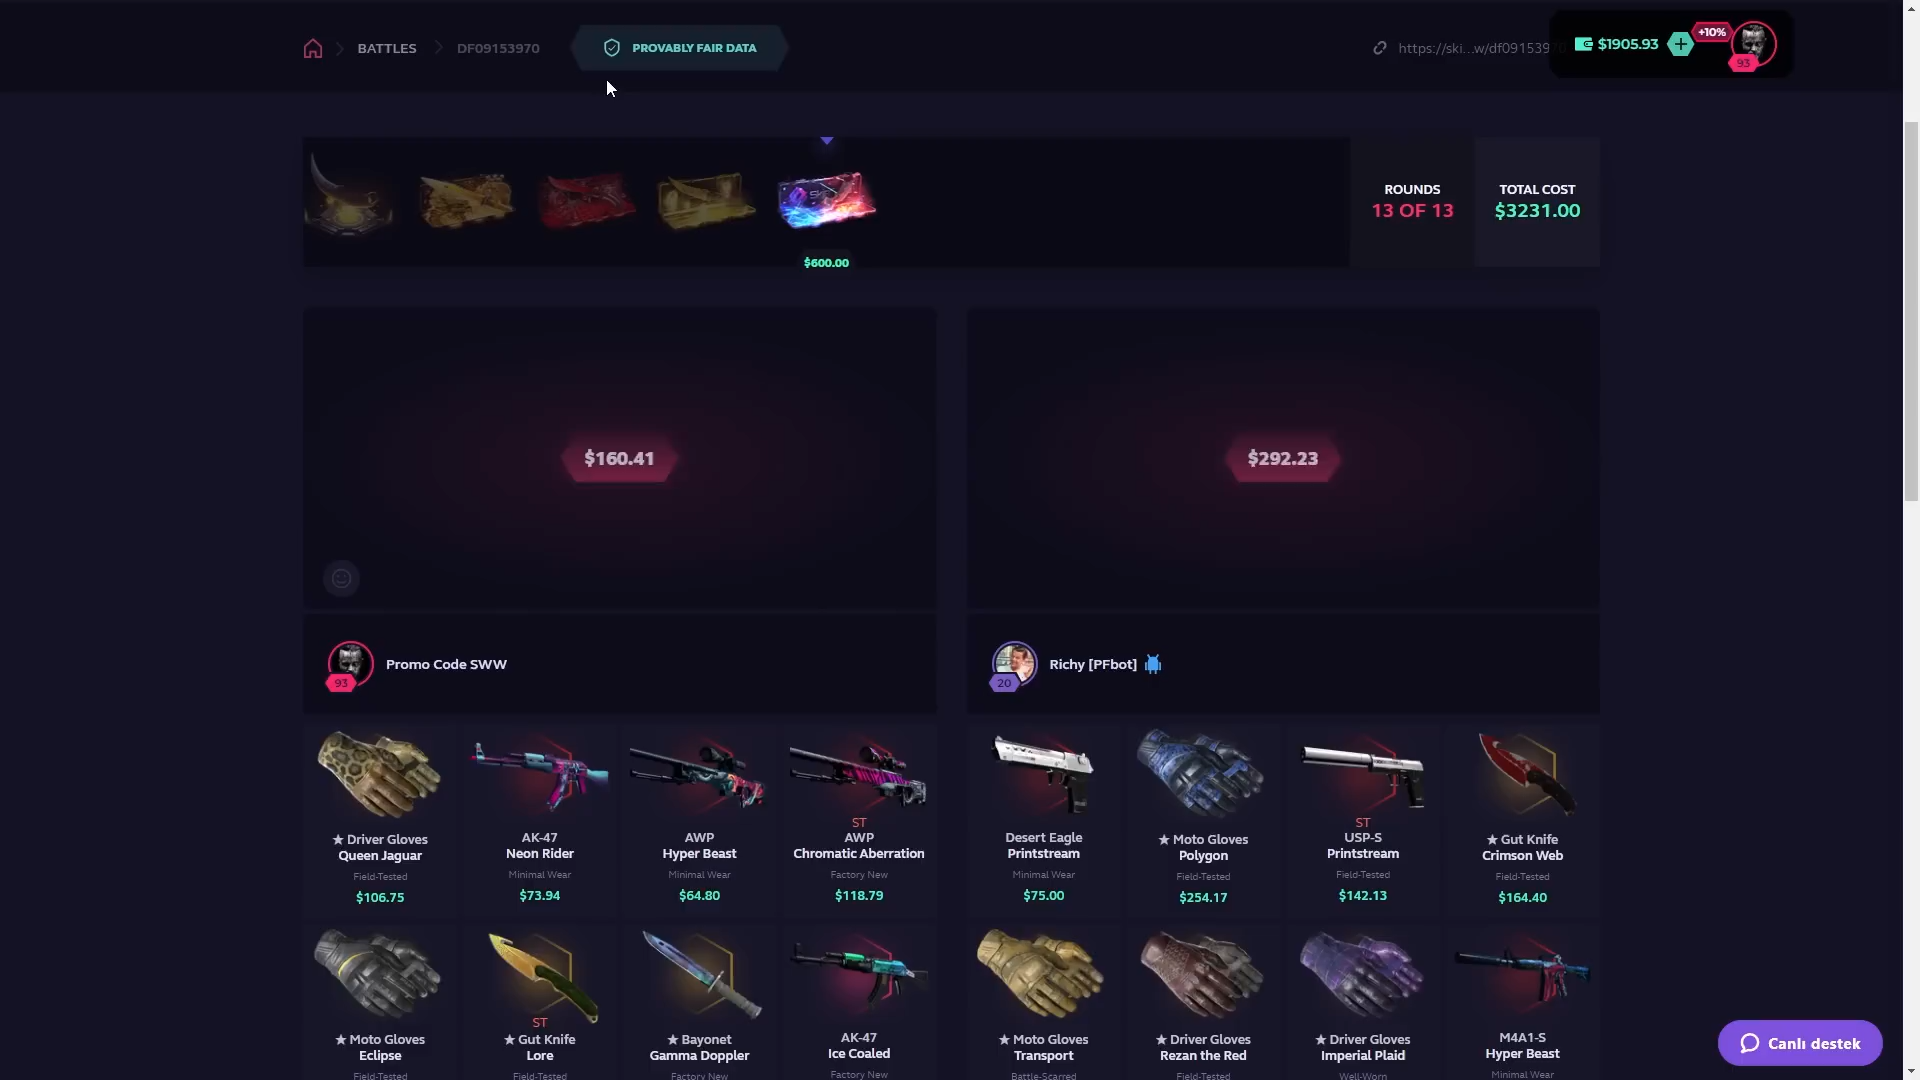 BATTLES
DF09153970
PROVABLY FAIR DATA
https://ski...w/df0915397
$1905.93
+10%
93
$600.00
ROUNDS
13 OF 13
TOTAL COST
$3231.00
$160.41
$292.23
93
Promo Code SWW
20
Richy [PFbot]
★ Driver Gloves
Queen Jaguar
Field-Tested
$106.75
AK-47
Neon Rider
Minimal Wear
$73.94
AWP
Hyper Beast
Minimal Wear
$64.80
ST
AWP
Chromatic Aberration
Factory New
$118.79
Desert Eagle
Printstream
Minimal Wear
$75.00
★ Moto Gloves
Polygon
Field-Tested
$254.17
ST
USP-S
Printstream
Field-Tested
$142.13
★ Gut Knife
Crimson Web
Field-Tested
$164.40
★ Moto Gloves
Eclipse
Field-Tested
ST
★ Gut Knife
Lore
Field-Tested
★ Bayonet
Gamma Doppler
Factory New
AK-47
Ice Coaled
Factory New
★ Moto Gloves
Transport
Battle-Scarred
★ Driver Gloves
Rezan the Red
Field-Tested
★ Driver Gloves
Imperial Plaid
Well-Worn
M4A1-S
Hyper Beast
Minimal Wear
Canlı destek